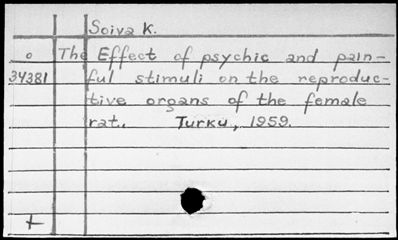 Soiva K.
o The Effect of psychic and pain-
34381 ful stimuli on the reproduc-
tive organs of the female
rat. Turku, 1959.
+